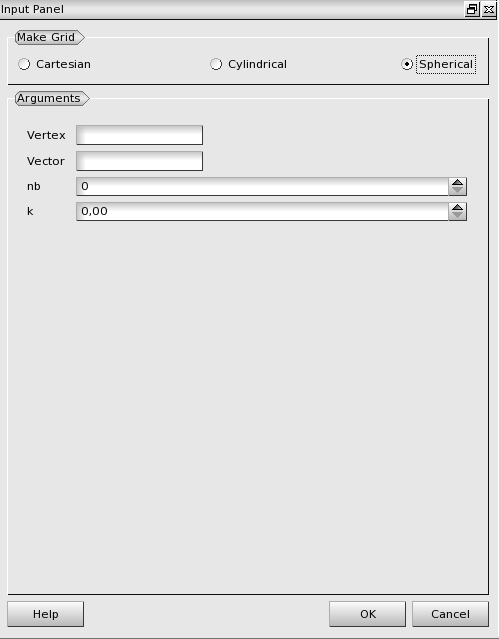 Input Panel
Make Grid
Cartesian
Cylindrical
Spherical
Arguments
Vertex
Vector
nb 0
k 0,00
Help
OK
Cancel